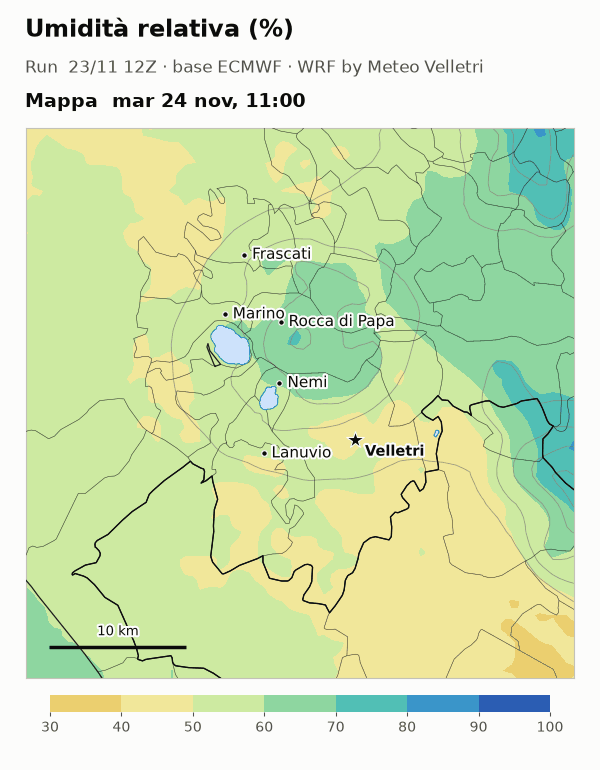 Umidità relativa (%)
Run  23/11 12Z · base ECMWF · WRF by Meteo Velletri
Mappa  mar 24 nov, 11:00
Frascati
Marino
Rocca di Papa
Nemi
Lanuvio
Velletri
10 km
30 40 50 60 70 80 90 100